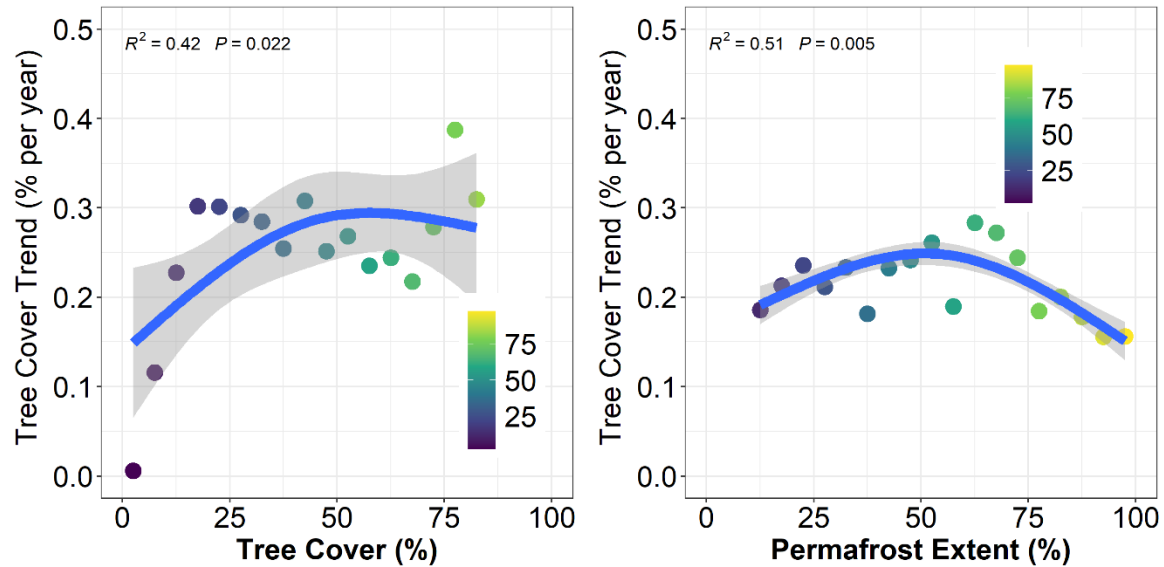 R² = 0.42 P = 0.022
Tree Cover Trend (% per year)
0.5
0.4
0.3
0.2
0.1
0.0
75
50
25
0 25 50 75 100
Tree Cover (%)
R² = 0.51 P = 0.005
Tree Cover Trend (% per year)
0.5
0.4
0.3
0.2
0.1
0.0
75
50
25
0 25 50 75 100
Permafrost Extent (%)